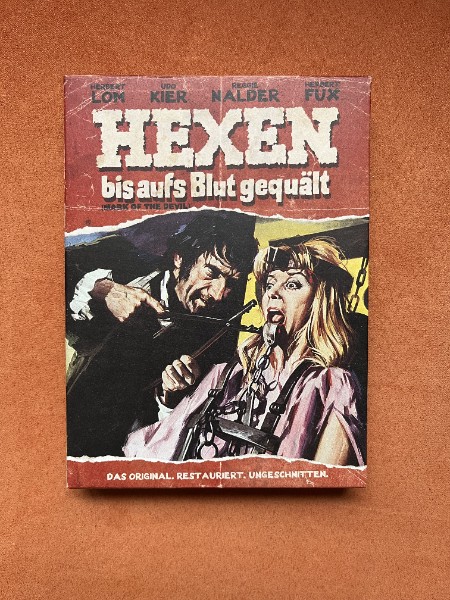 HERBERT UDO REGGIE HERBERT
LOM KIER NALDER FUX
HEXEN
bis aufs Blut gequält
MARK OF THE DEVIL
DAS ORIGINAL. RESTAURIERT. UNGESCHNITTEN.